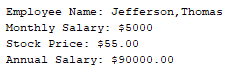 Employee Name: Jefferson,Thomas
Monthly Salary: $5000
Stock Price: $55.00
Annual Salary: $90000.00